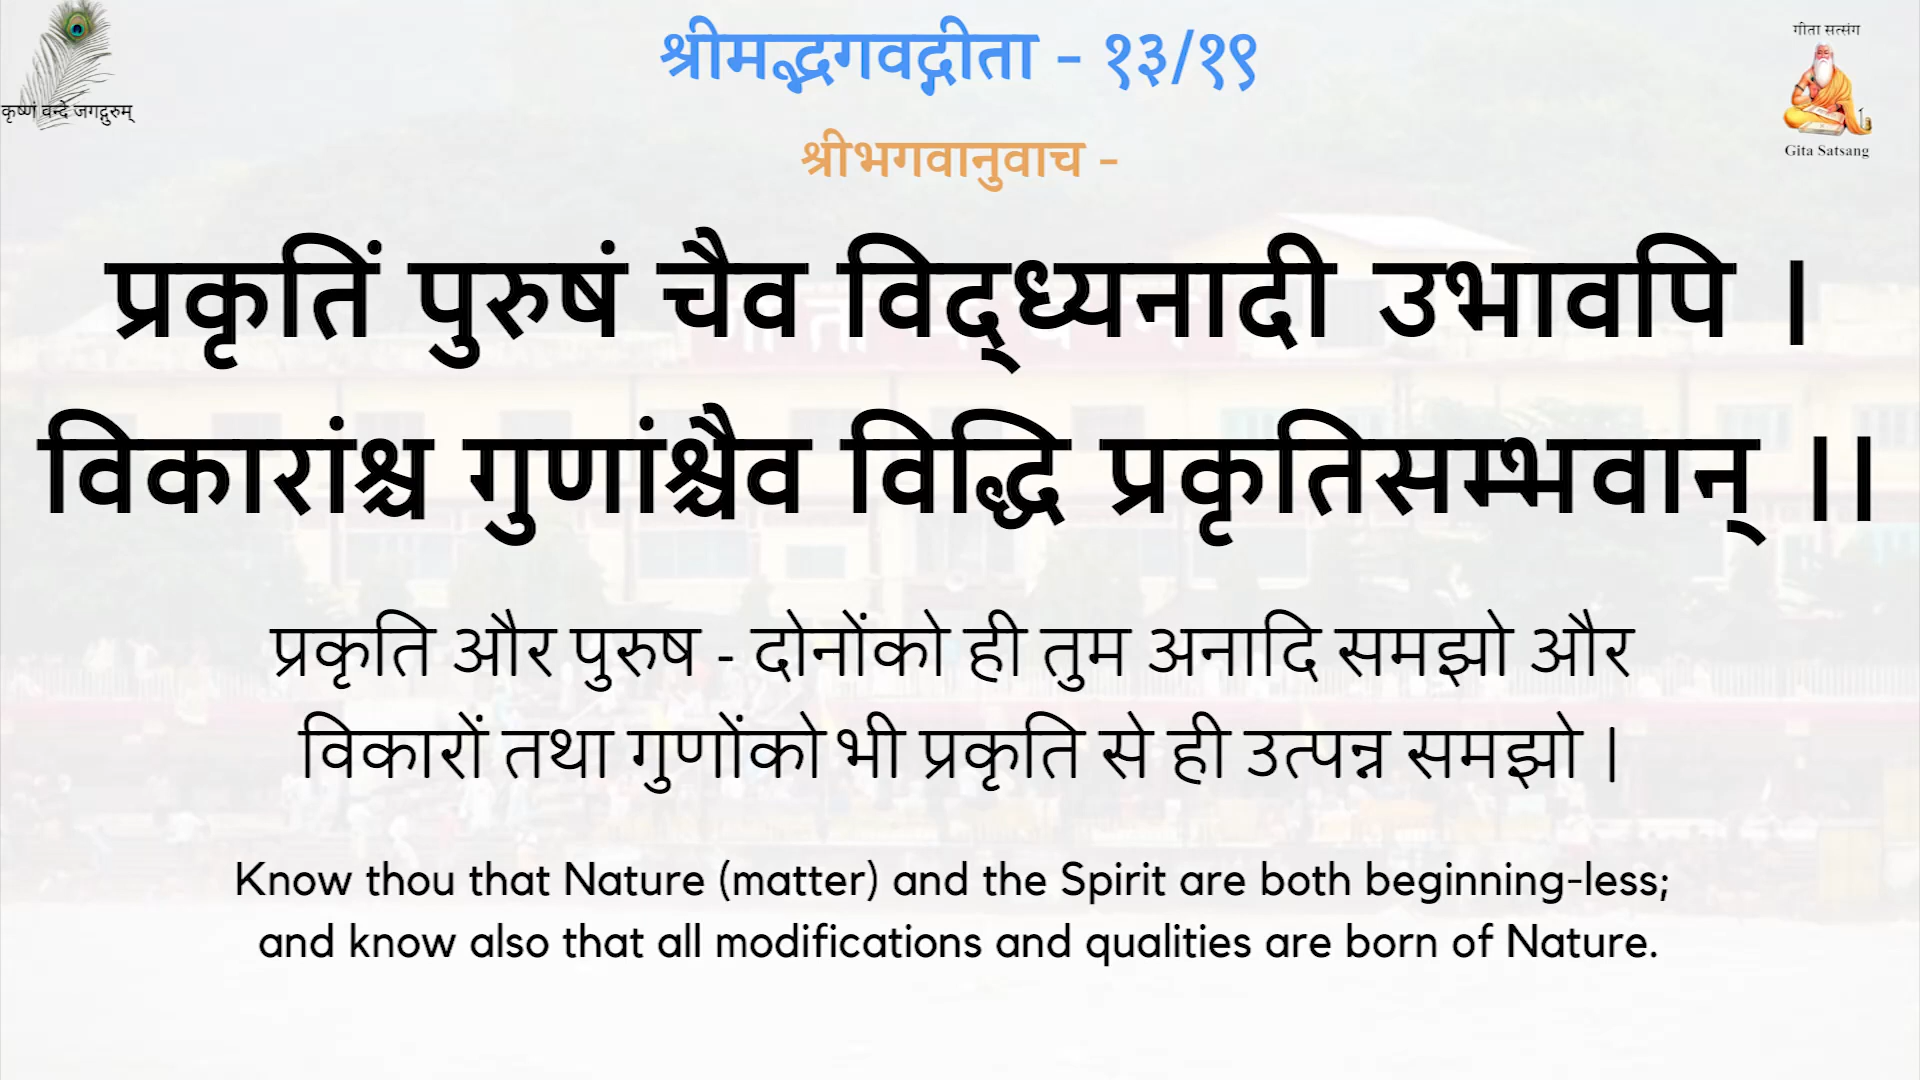 श्रीमद्भगवद्गीता - १३/१९
गीता सत्संग
कृष्णं वन्दे जगद्गुरुम्
Gita Satsang
श्रीभगवानुवाच -
प्रकृतिं पुरुषं चैव विद्ध्यनादी उभावपि |
विकारांश्च गुणांश्चैव विद्धि प्रकृतिसम्भवान् ||
प्रकृति और पुरुष - दोनोंको ही तुम अनादि समझो और
विकारों तथा गुणोंको भी प्रकृति से ही उत्पन्न समझो |
Know thou that Nature (matter) and the Spirit are both beginning-less;
and know also that all modifications and qualities are born of Nature.